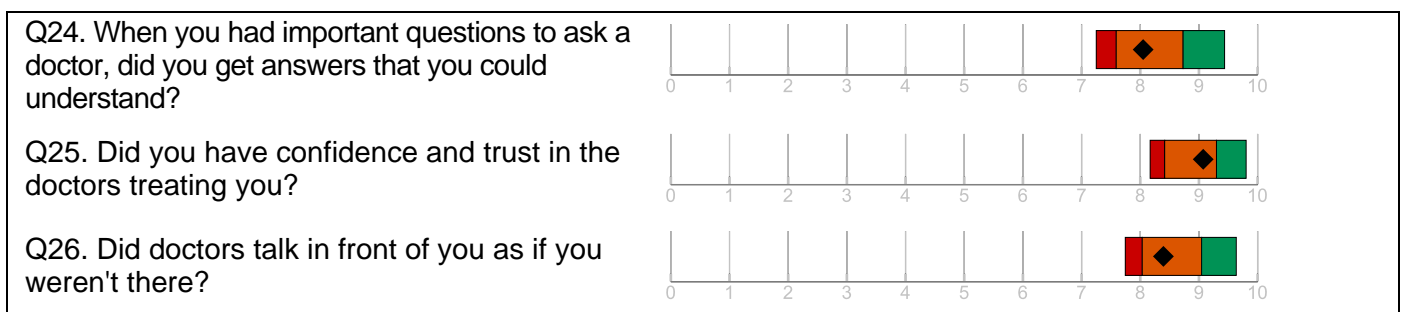 Q24. When you had important questions to ask a
doctor, did you get answers that you could
understand?
0 1 2 3 4 5 6 7 8 9 10
Q25. Did you have confidence and trust in the
doctors treating you?
0 1 2 3 4 5 6 7 8 9 10
Q26. Did doctors talk in front of you as if you
weren't there?
0 1 2 3 4 5 6 7 8 9 10